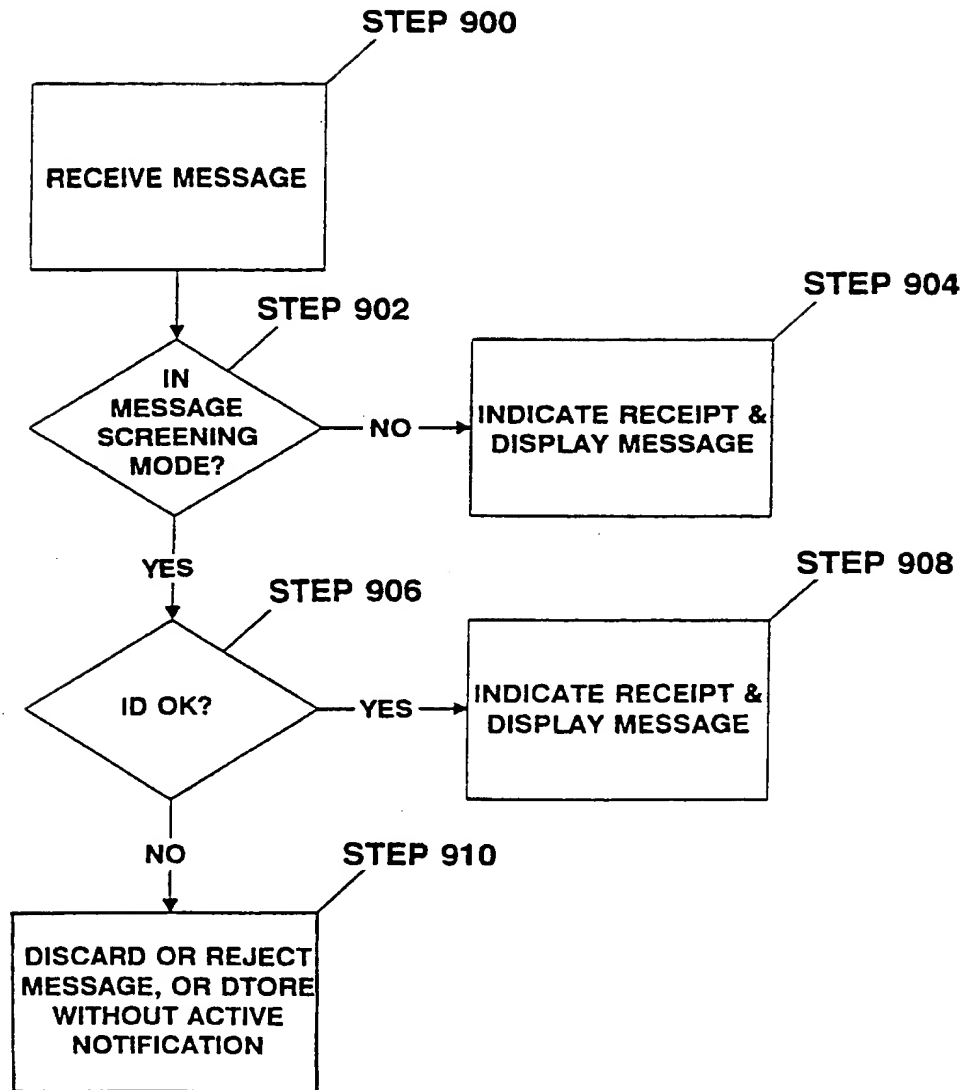 STEP 900
RECEIVE MESSAGE
STEP 902
IN
MESSAGE
SCREENING
MODE?
NO
STEP 904
INDICATE RECEIPT &
DISPLAY MESSAGE
YES
STEP 906
ID OK?
YES
STEP 908
INDICATE RECEIPT &
DISPLAY MESSAGE
NO
STEP 910
DISCARD OR REJECT
MESSAGE, OR DTORE
WITHOUT ACTIVE
NOTIFICATION